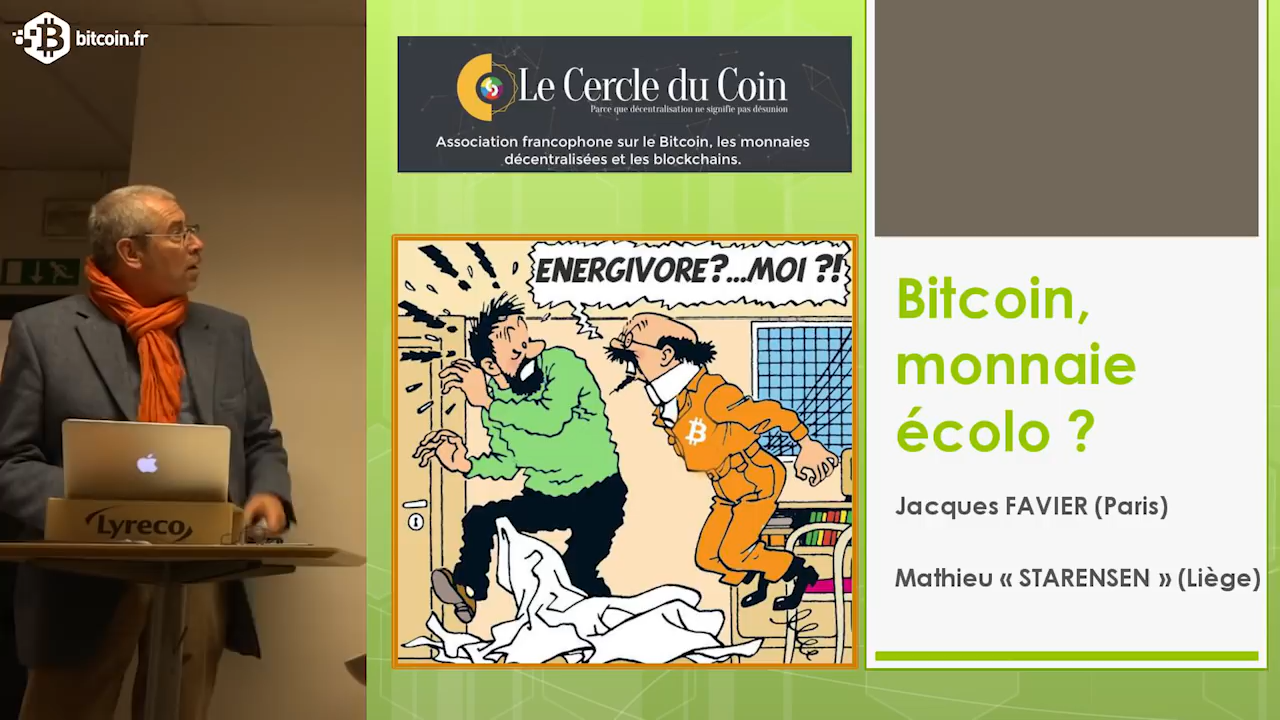 bitcoin.fr
Le Cercle du Coin
Parce que décentralisation ne signifie pas désunion
Association francophone sur le Bitcoin, les monnaies
décentralisées et les blockchains.
ENERGIVORE?...MOI ?!
Bitcoin,
monnaie
écolo ?
Jacques FAVIER (Paris)
Mathieu « STARENSEN » (Liège)
Lyreco